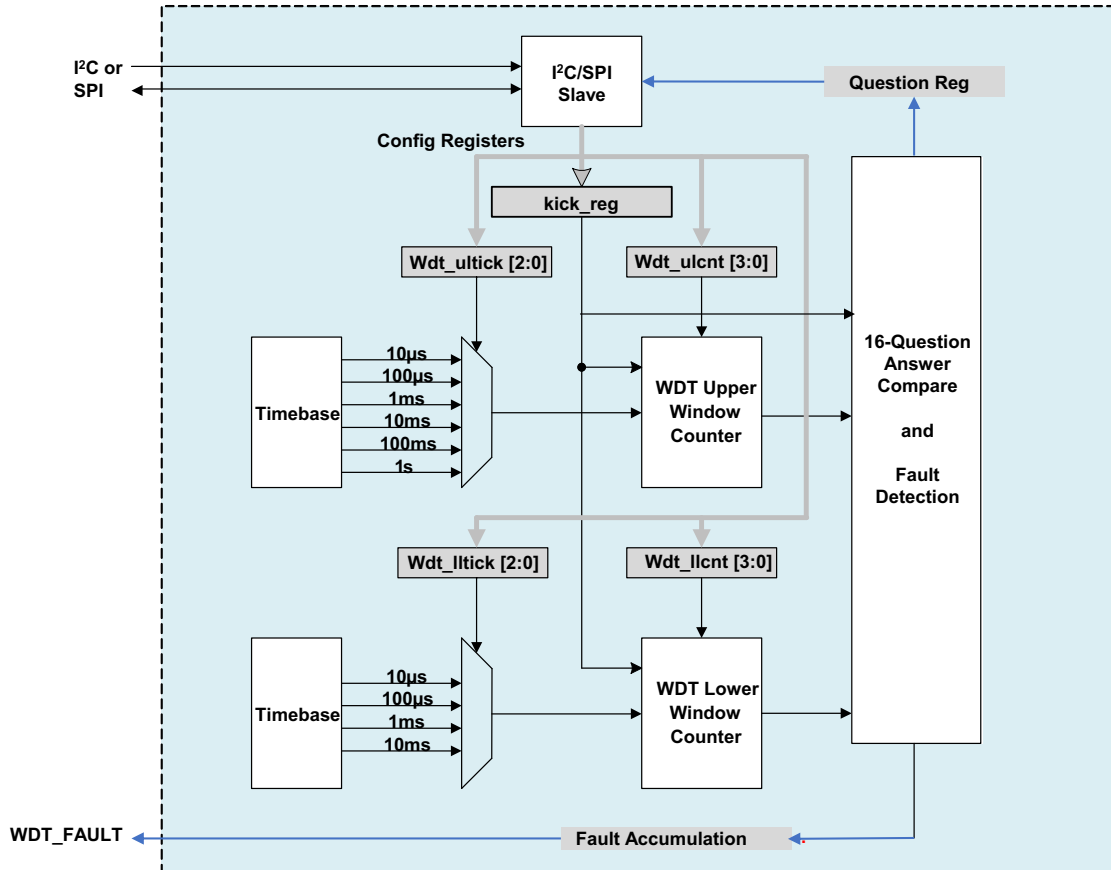 I²C or
SPI
I²C/SPI
Slave
Question Reg
Config Registers
kick_reg
Wdt_ultick [2:0]
Wdt_ulcnt [3:0]
Timebase
10µs
100µs
1ms
10ms
100ms
1s
WDT Upper
Window
Counter
16-Question
Answer
Compare
and
Fault
Detection
Wdt_lltick [2:0]
Wdt_llcnt [3:0]
Timebase
10µs
100µs
1ms
10ms
WDT Lower
Window
Counter
WDT_FAULT
Fault Accumulation